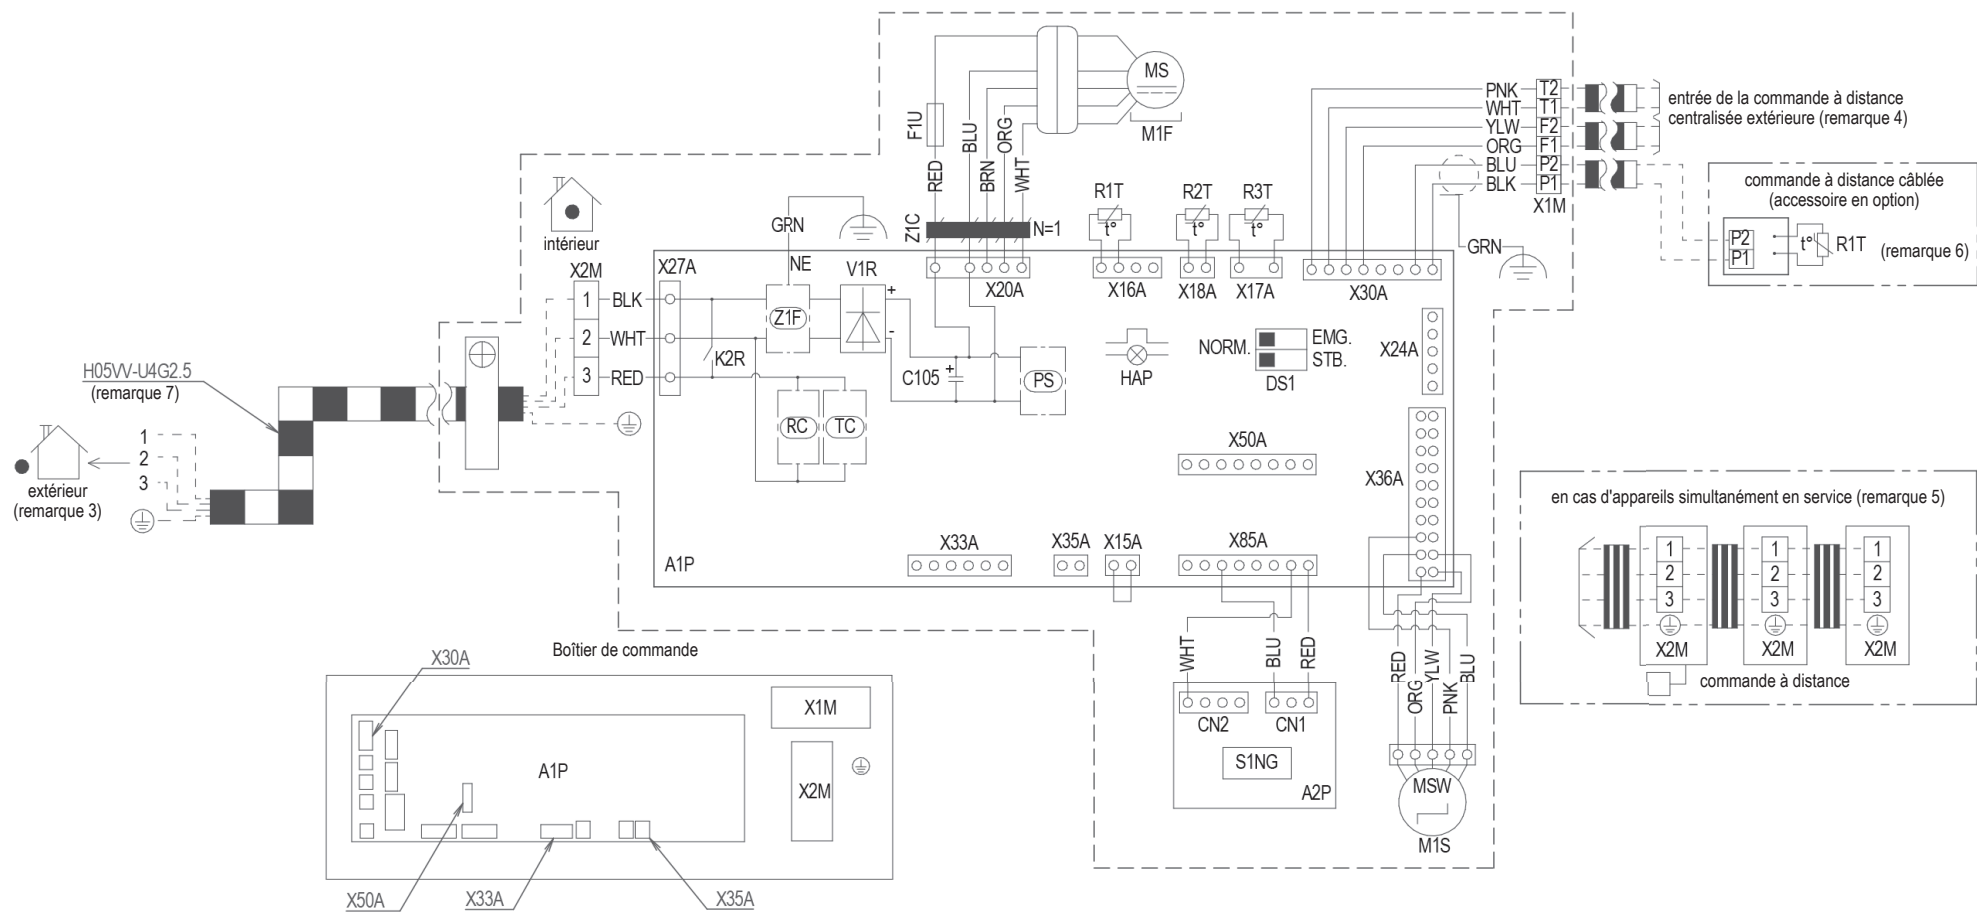 MS
M1F
F1U
RED
BLU
BRN
ORG
WHT
Z1C
N=1
PNK T2
WHT T1
YLW F2
ORG F1
BLU P2
BLK P1
X1M
GRN
entrée de la commande à distance
centralisée extérieure (remarque 4)
commande à distance câblée
(accessoire en option)
P2
P1
t°
R1T
(remarque 6)
intérieur
X2M
1 BLK
2 WHT
3 RED
X27A
GRN
NE
Z1F
V1R
+
-
K2R
RC
TC
C105
+
PS
X20A
R1T
t°
X16A
R2T
t°
X18A
R3T
t°
X17A
X30A
HAP
NORM.
EMG.
STB.
DS1
X24A
X50A
X36A
A1P
X33A
X35A
X15A
X85A
H05VV-U4G2.5
(remarque 7)
1
2
3
extérieur
(remarque 3)
WHT
BLU
RED
CN2
CN1
S1NG
A2P
RED
ORG
YLW
PNK
BLU
MSW
M1S
en cas d'appareils simultanément en service (remarque 5)
1
2
3
X2M
1
2
3
X2M
1
2
3
X2M
commande à distance
Boîtier de commande
X30A
A1P
X1M
X2M
X50A
X33A
X35A